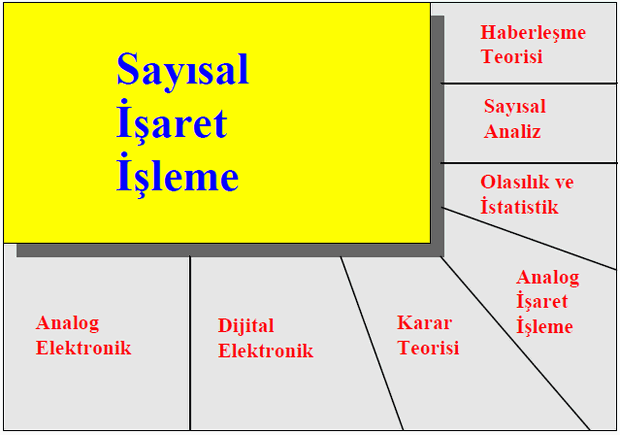 Sayısal
İşaret
İşleme
Haberleşme
Teorisi
Sayısal
Analiz
Olasılık ve
İstatistik
Analog
İşaret
İşleme
Karar
Teorisi
Dijital
Elektronik
Analog
Elektronik